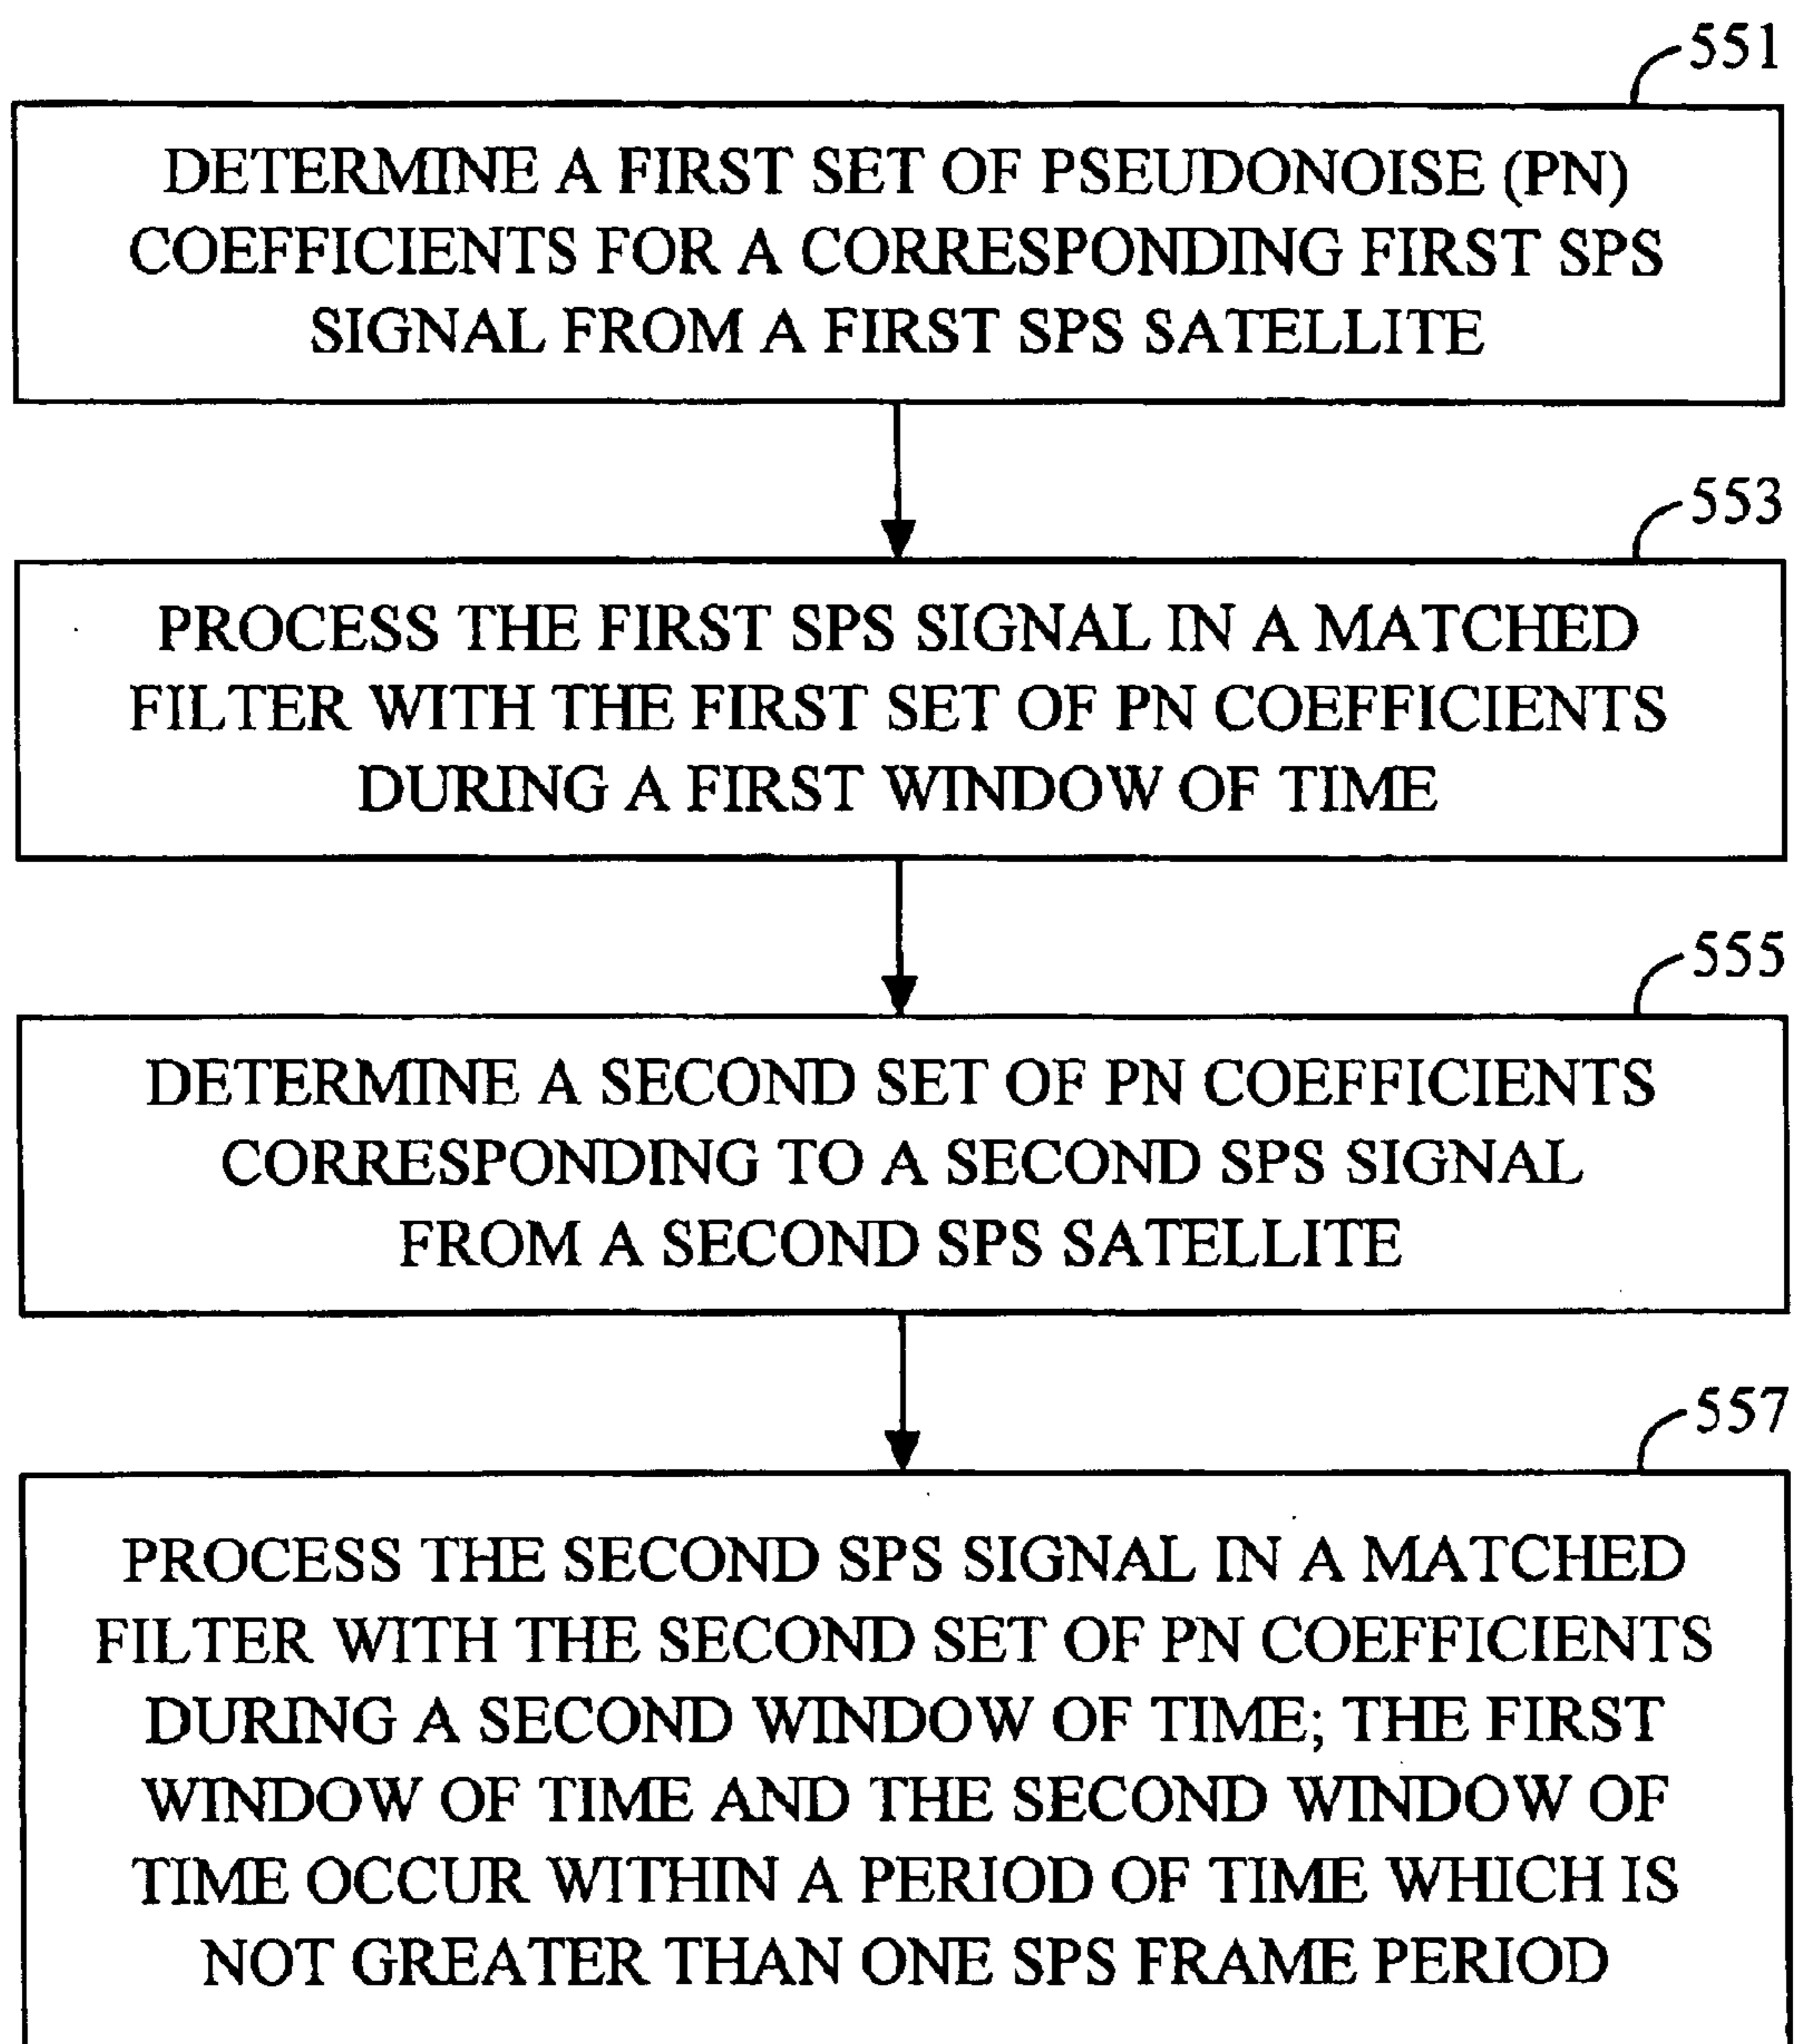 551
DETERMINE A FIRST SET OF PSEUDONOISE (PN)
COEFFICIENTS FOR A CORRESPONDING FIRST SPS
SIGNAL FROM A FIRST SPS SATELLITE
553
PROCESS THE FIRST SPS SIGNAL IN A MATCHED
FILTER WITH THE FIRST SET OF PN COEFFICIENTS
DURING A FIRST WINDOW OF TIME
555
DETERMINE A SECOND SET OF PN COEFFICIENTS
CORRESPONDING TO A SECOND SPS SIGNAL
FROM A SECOND SPS SATELLITE
557
PROCESS THE SECOND SPS SIGNAL IN A MATCHED
FILTER WITH THE SECOND SET OF PN COEFFICIENTS
DURING A SECOND WINDOW OF TIME; THE FIRST
WINDOW OF TIME AND THE SECOND WINDOW OF
TIME OCCUR WITHIN A PERIOD OF TIME WHICH IS
NOT GREATER THAN ONE SPS FRAME PERIOD